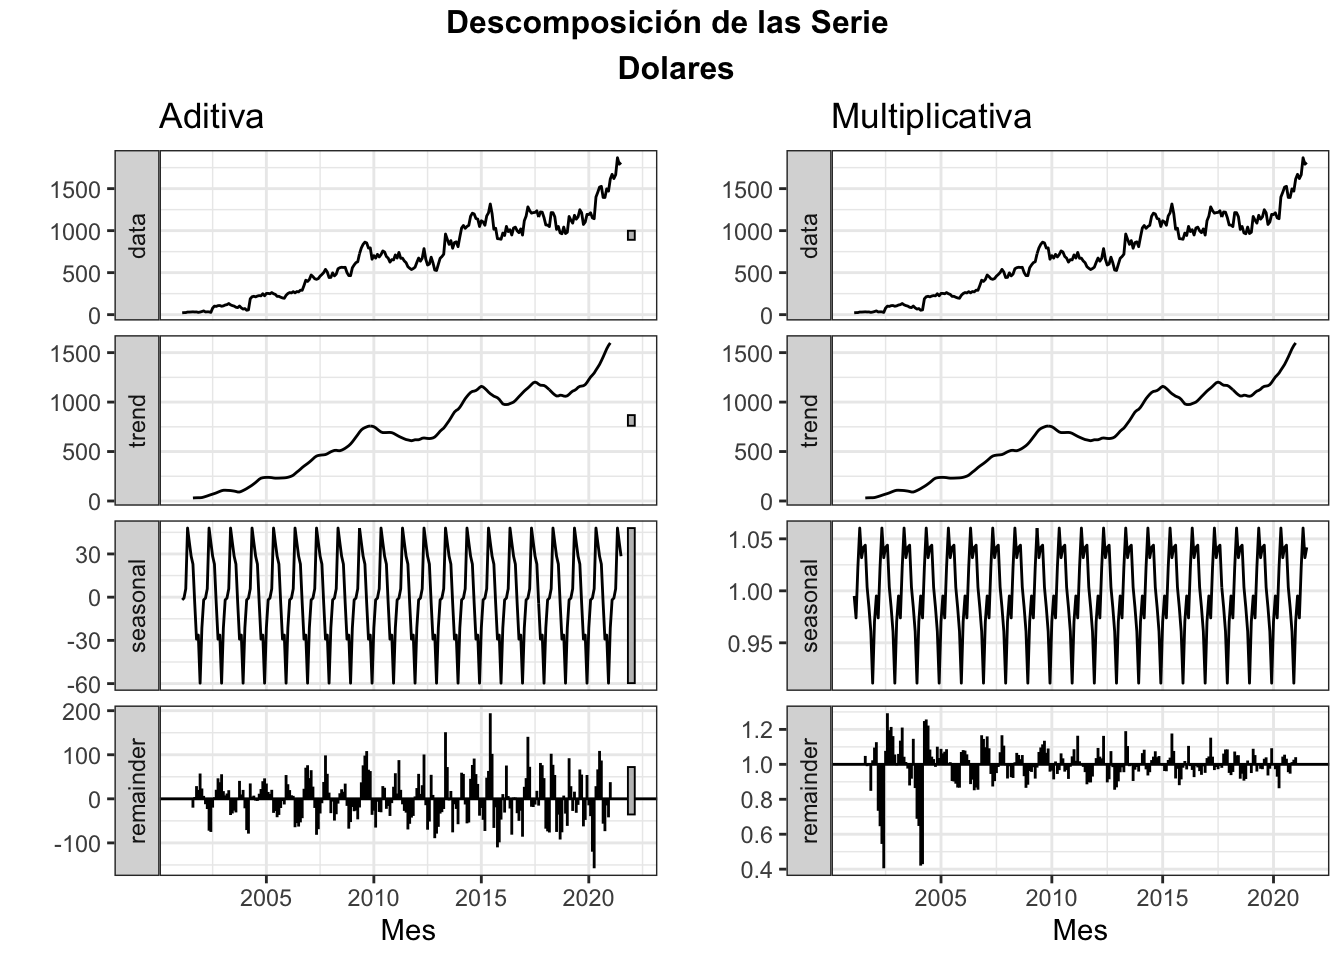 Descomposición de las Serie
Dolares
Aditiva
1500
1000
500
0
data
1500
1000
500
0
trend
30
0
-30
-60
seasonal
200
100
0
-100
remainder
2005 2010 2015 2020
Mes
Multiplicativa
1500
1000
500
0
data
1500
1000
500
0
trend
1.05
1.00
0.95
seasonal
1.2
1.0
0.8
0.6
0.4
remainder
2005 2010 2015 2020
Mes